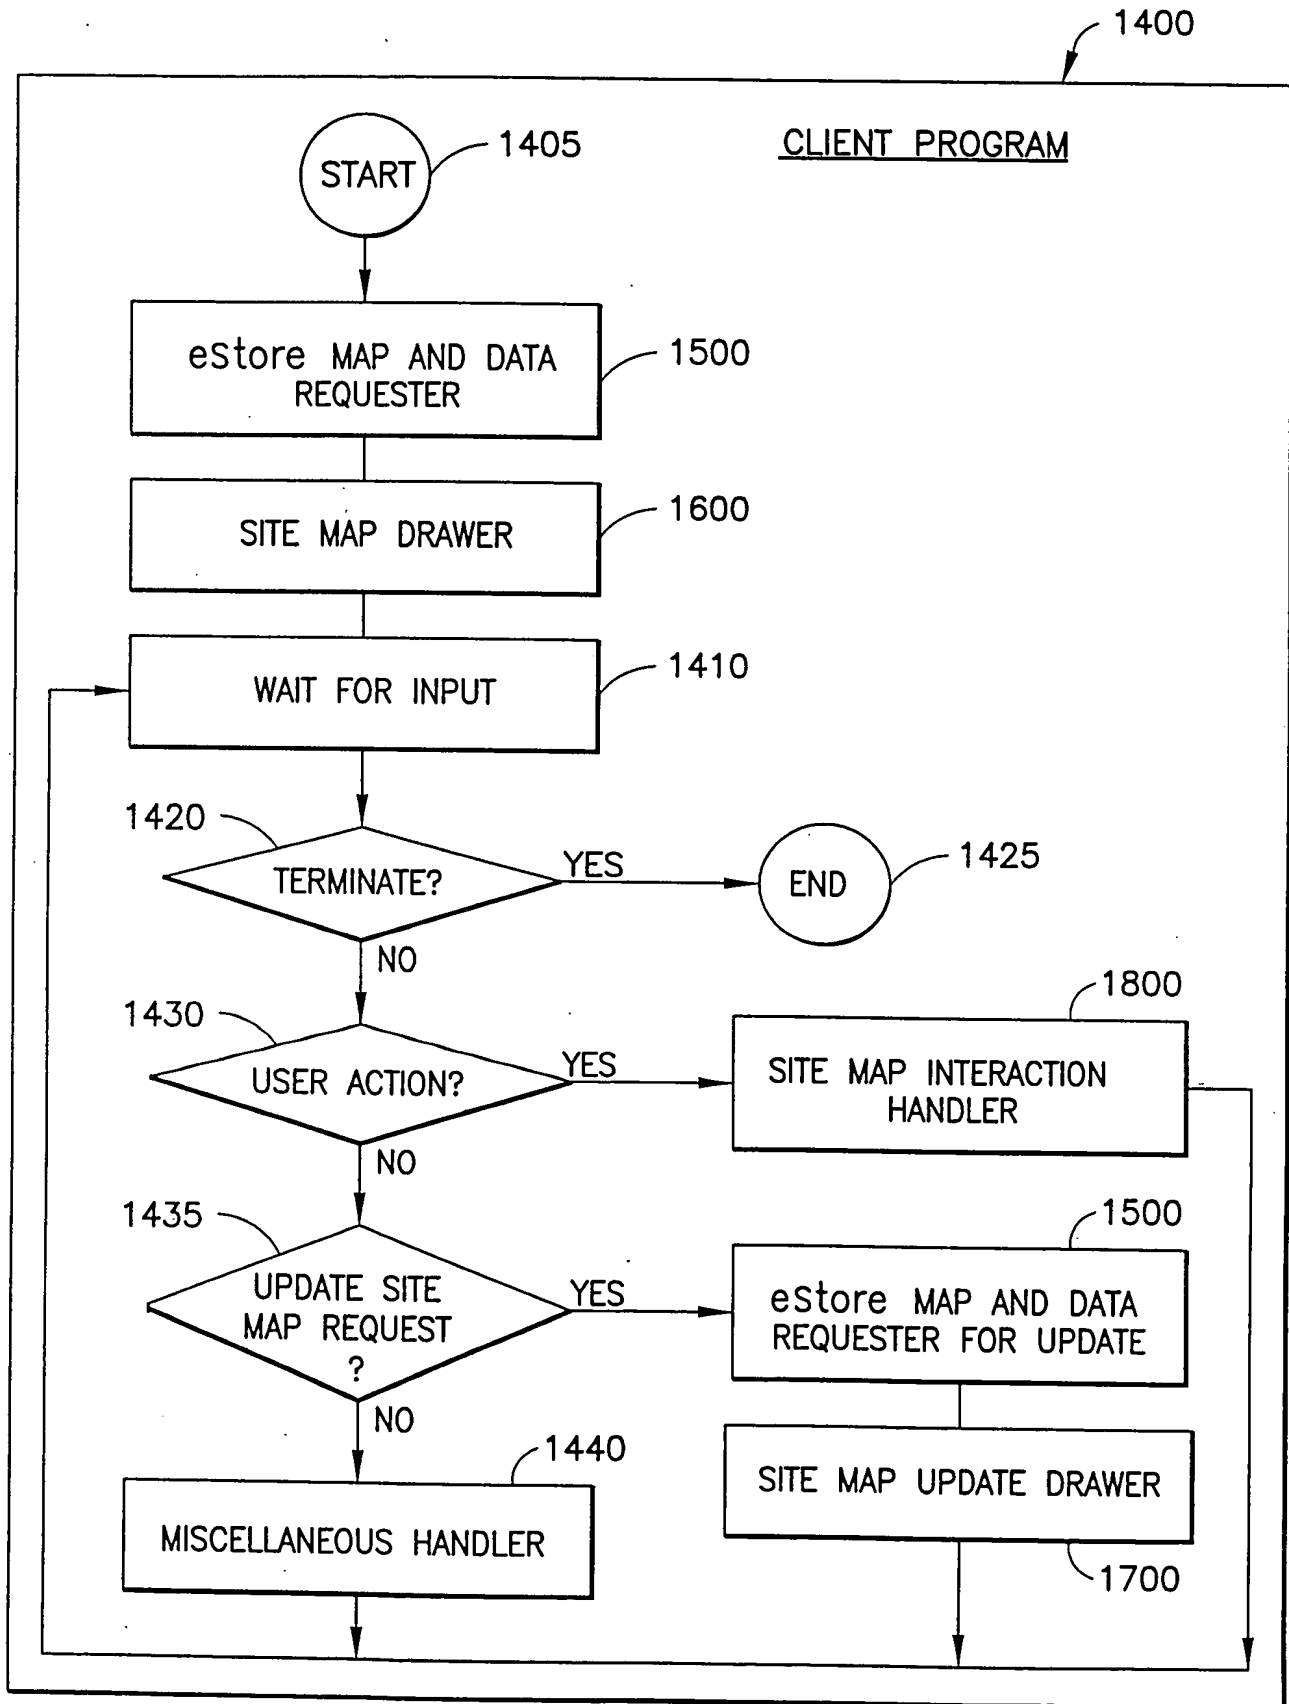 1400
CLIENT PROGRAM
START
1405
eStore MAP AND DATA
REQUESTER
1500
SITE MAP DRAWER
1600
WAIT FOR INPUT
1410
1420
TERMINATE?
YES
END
1425
NO
1430
USER ACTION?
YES
1800
SITE MAP INTERACTION
HANDLER
NO
1435
UPDATE SITE
MAP REQUEST
?
YES
1500
eStore MAP AND DATA
REQUESTER FOR UPDATE
NO
1440
MISCELLANEOUS HANDLER
SITE MAP UPDATE DRAWER
1700